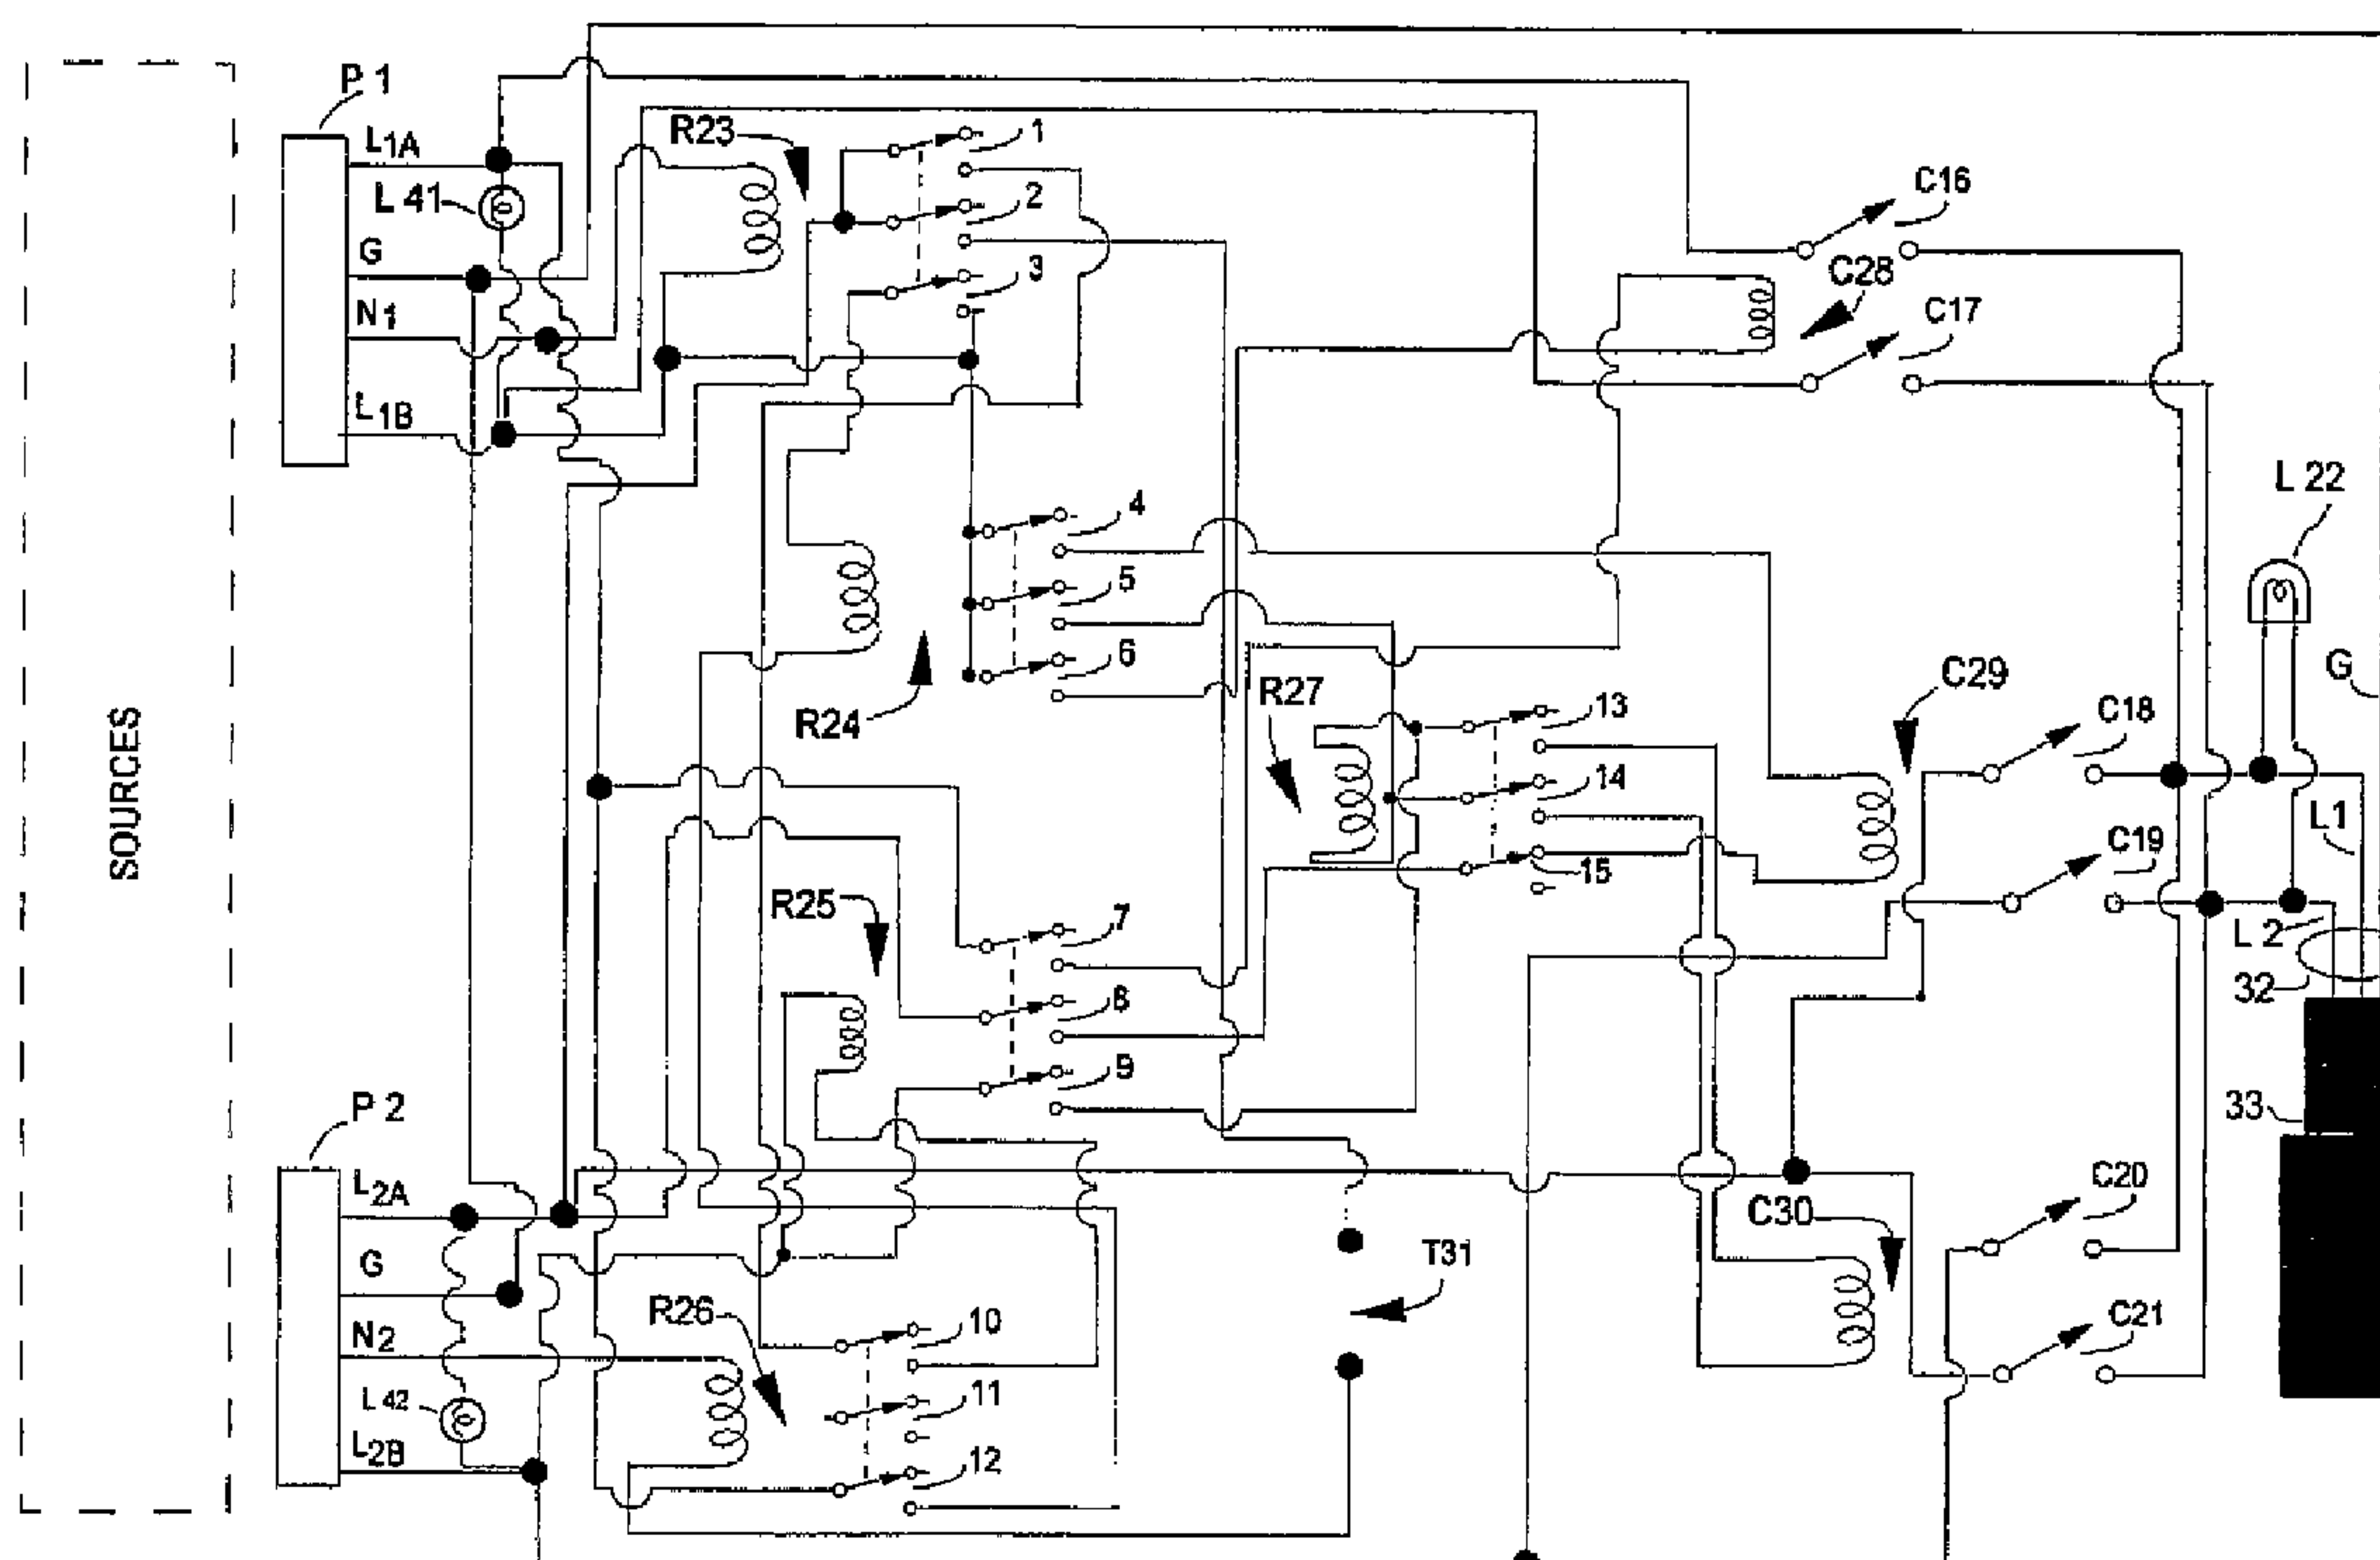 P 1
L1A
L 41
G
N1
L1B
R23
1
2
3
C16
C28
C17
L 22
4
5
6
R24
R27
13
14
15
C29
C18
G
L1
C19
L 2
32
33
SOURCES
R25
7
8
9
P 2
L2A
G
N2
L 42
L2B
R26
10
11
12
T31
C30
C20
C21